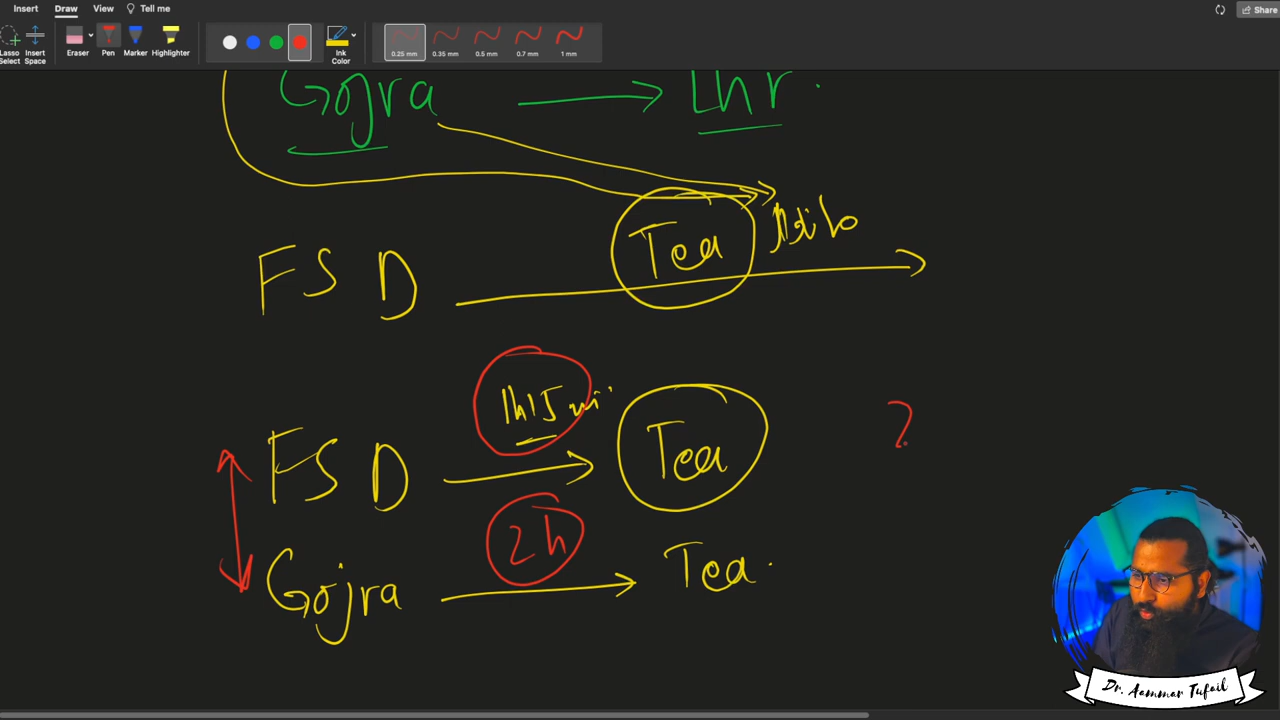 Insert Draw View Tell me
Share
Lasso Select
Insert Space
Eraser
Pen
Marker
Highlighter
Ink Color
0.25 mm
0.35 mm
0.5 mm
0.7 mm
1 mm
Gojra → Lhr.
FSD Tea
1h15 mi
FSD → Tea ?
2h
Gojra → Tea.
Dr. Aammar Tufail